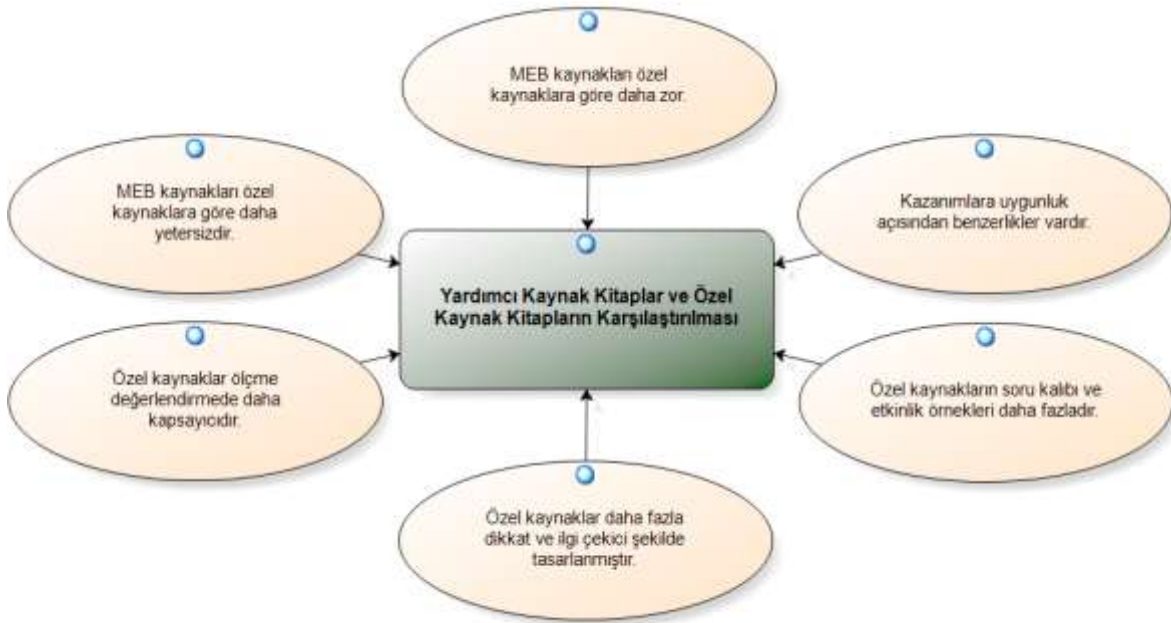 MEB kaynakları özel
kaynaklara göre daha zor.
MEB kaynakları özel
kaynaklara göre daha
yetersizdir.
Kazanımlara uygunluk
açısından benzerlikler vardır.
Yardımcı Kaynak Kitaplar ve Özel
Kaynak Kitapların Karşılaştırılması
Özel kaynaklar ölçme
değerlendirmede daha
kapsayıcıdır.
Özel kaynakların soru kalıbı ve
etkinlik örnekleri daha fazladır.
Özel kaynaklar daha fazla
dikkat ve ilgi çekici şekilde
tasarlanmıştır.